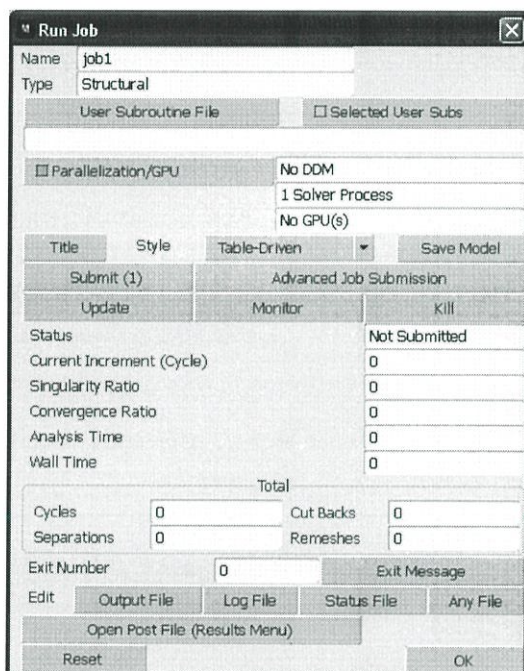 Run Job
Name job1
Type Structural
User Subroutine File Selected User Subs
Parallelization/GPU No DDM
1 Solver Process
No GPU(s)
Title Style Table-Driven Save Model
Submit (1) Advanced Job Submission
Update Monitor Kill
Status Not Submitted
Current Increment (Cycle) 0
Singularity Ratio 0
Convergence Ratio 0
Analysis Time 0
Wall Time 0
Total
Cycles 0 Cut Backs 0
Separations 0 Remeshes 0
Exit Number 0 Exit Message
Edit Output File Log File Status File Any File
Open Post File (Results Menu)
Reset OK